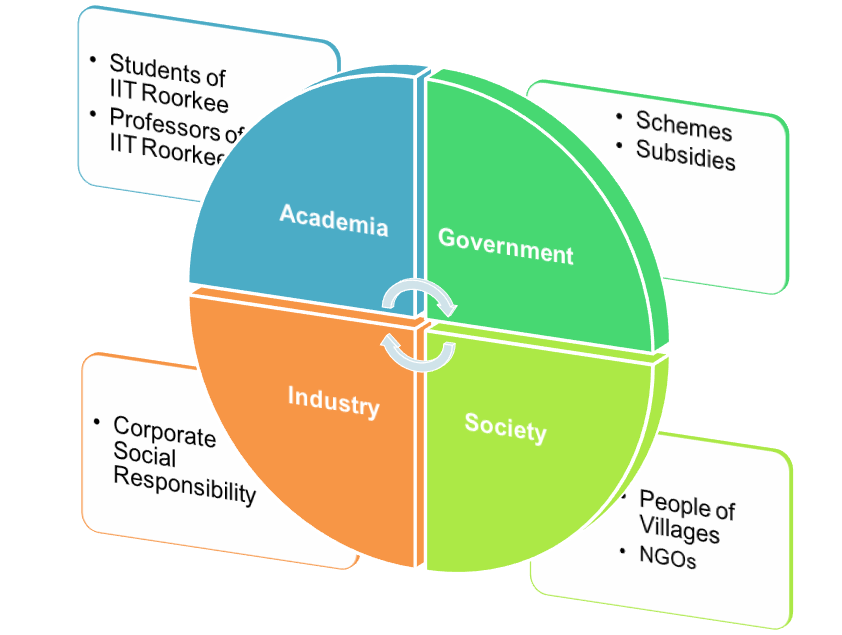 • Students of
IIT Roorkee
• Professors of
IIT Roorkee
• Schemes
• Subsidies
Academia
Government
Industry
Society
• Corporate
Social
Responsibility
• People of
Villages
• NGOs